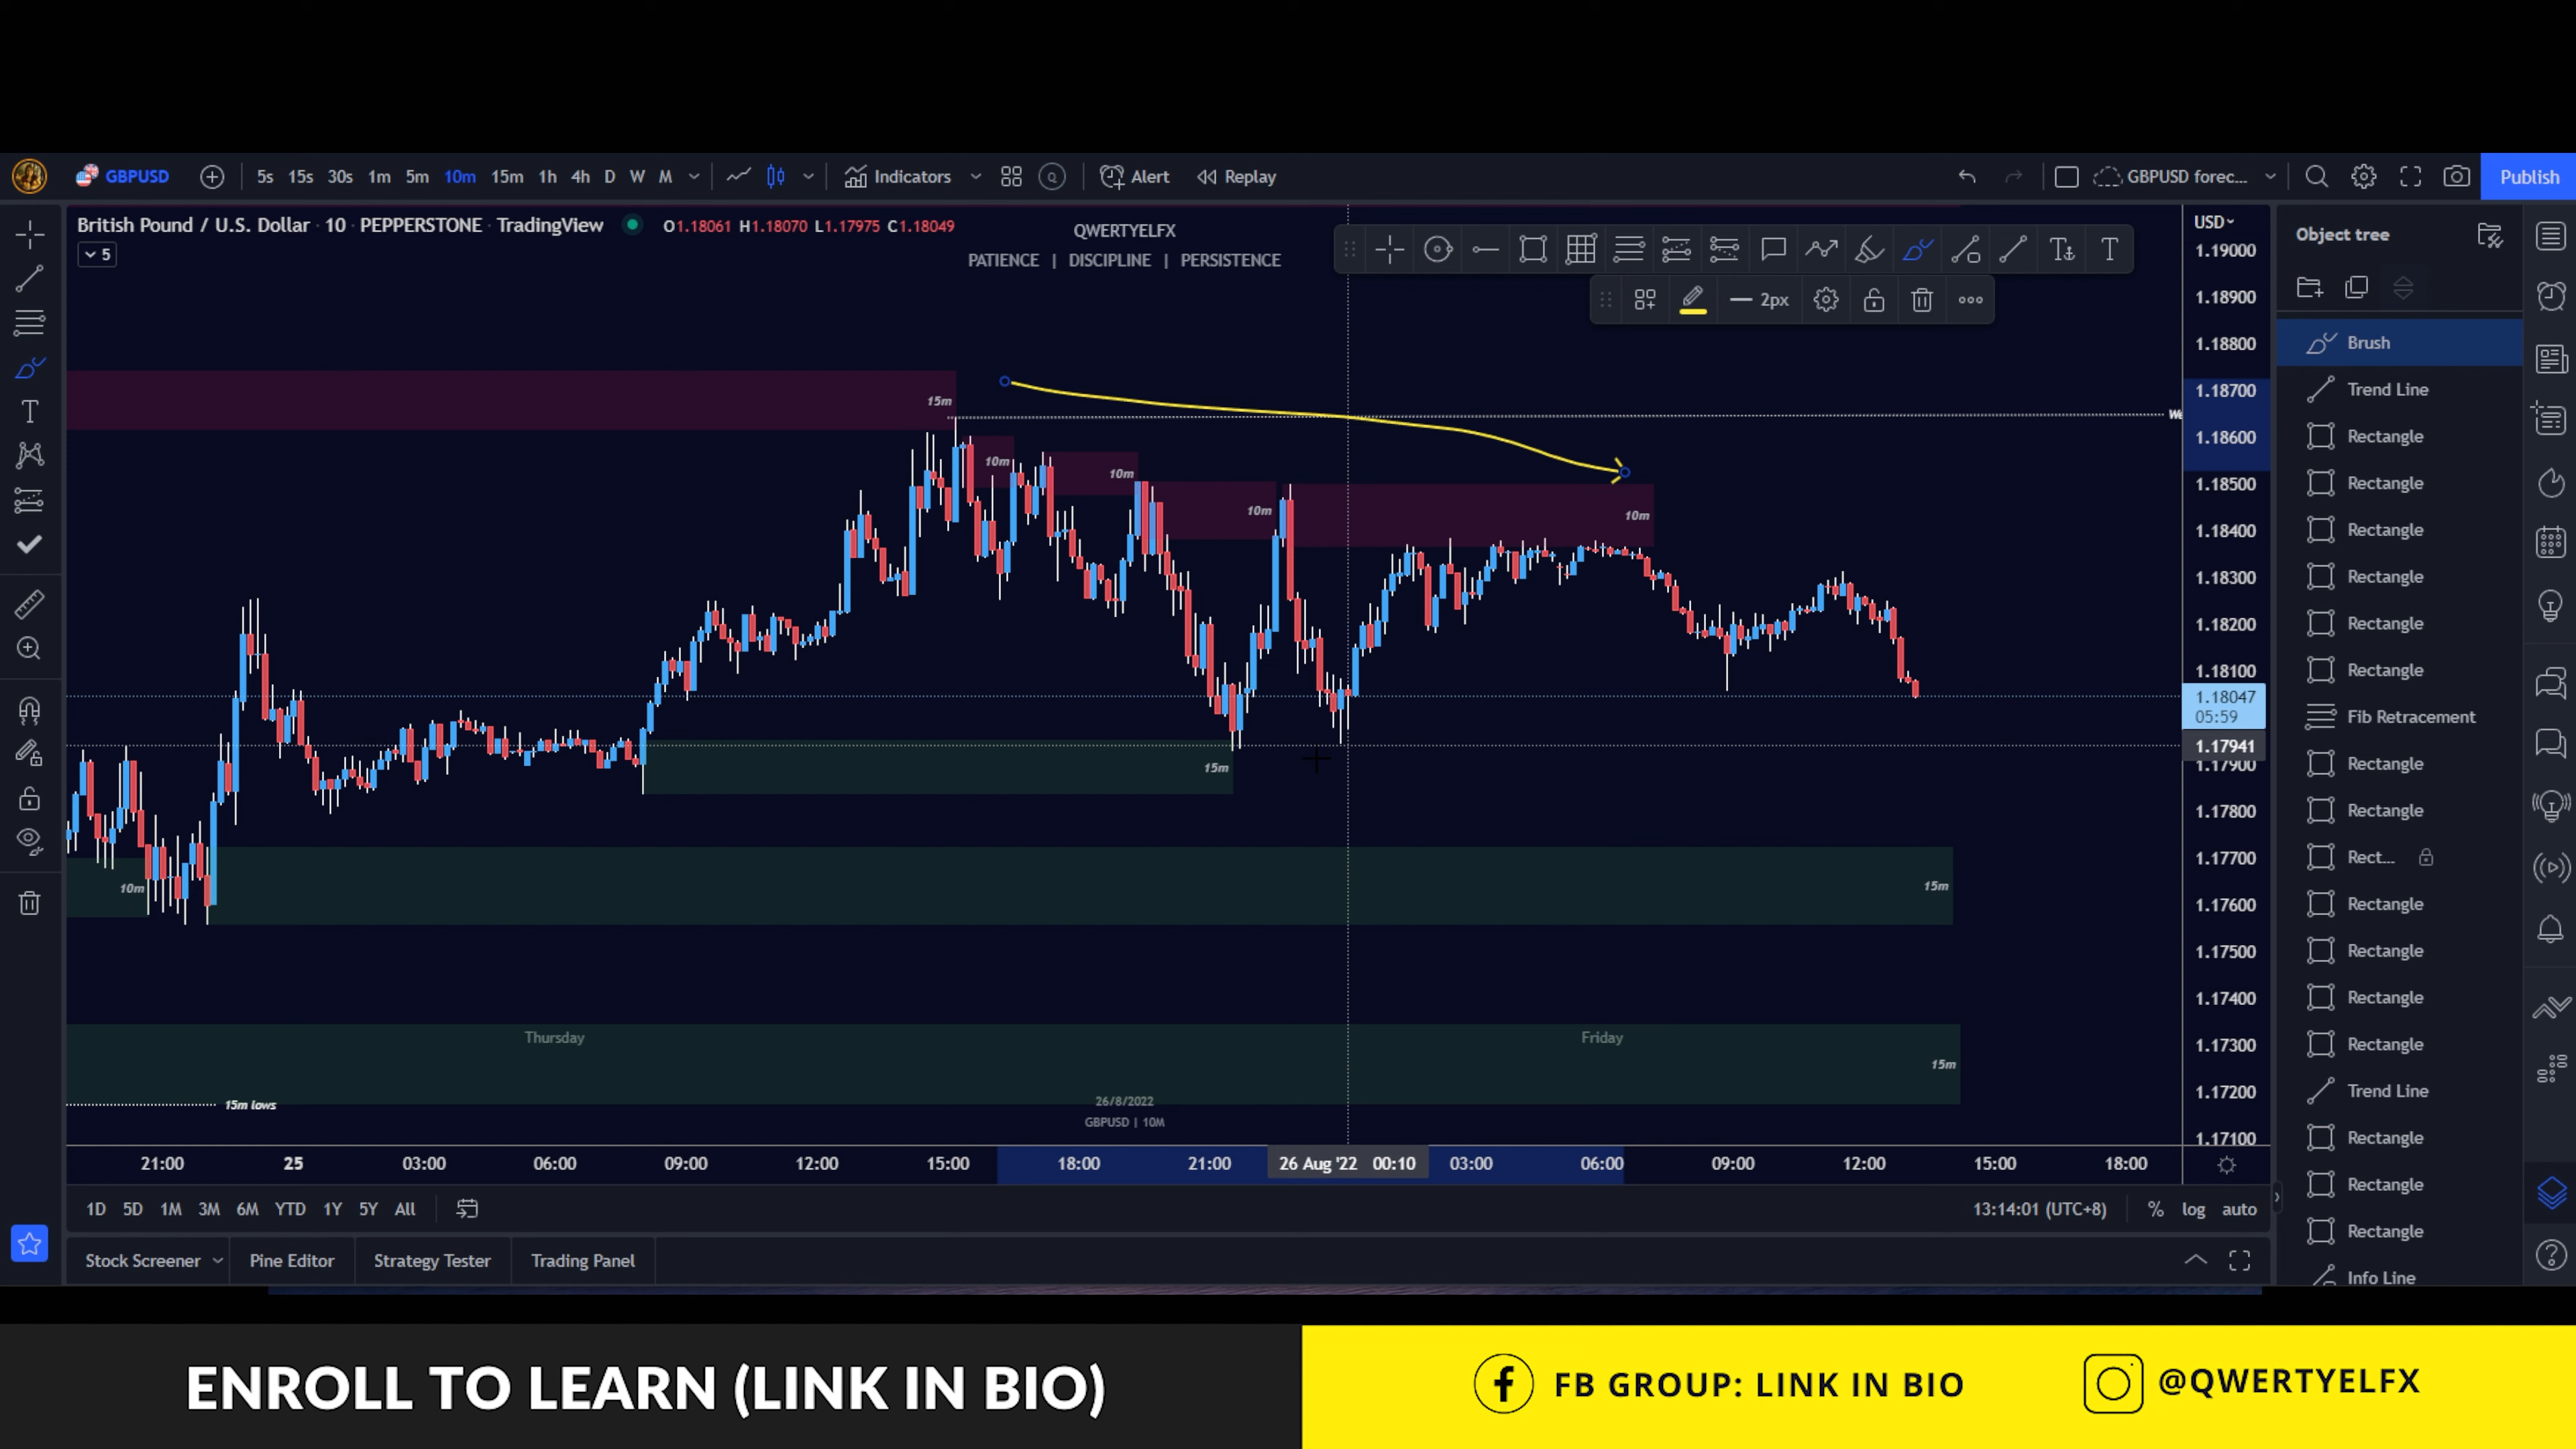 GBPUSD 5s 15s 30s 1m 5m 10m 15m 1h 4h D W M Indicators Alert Replay GBPUSD forec... Publish
British Pound / U.S. Dollar · 10 · PEPPERSTONE · TradingView O1.18061 H1.18070 L1.17975 C1.18049
5
QWERTYELFX
PATIENCE | DISCIPLINE | PERSISTENCE
2px
15m
10m
10m
10m
10m
15m
10m
15m
Thursday
Friday
15m
15m lows
26/8/2022
GBPUSD | 10M
USD
1.19000
1.18900
1.18800
1.18700
1.18600
1.18500
1.18400
1.18300
1.18200
1.18100
1.18047
05:59
1.17941
1.17900
1.17800
1.17700
1.17600
1.17500
1.17400
1.17300
1.17200
1.17100
21:00 25 03:00 06:00 09:00 12:00 15:00 18:00 21:00 26 Aug '22 00:10 03:00 06:00 09:00 12:00 15:00 18:00
1D 5D 1M 3M 6M YTD 1Y 5Y All 13:14:01 (UTC+8) % log auto
Stock Screener Pine Editor Strategy Tester Trading Panel
Object tree
Brush
Trend Line
Rectangle
Rectangle
Rectangle
Rectangle
Rectangle
Rectangle
Fib Retracement
Rectangle
Rectangle
Rect...
Rectangle
Rectangle
Rectangle
Rectangle
Trend Line
Rectangle
Rectangle
Rectangle
Info Line
ENROLL TO LEARN (LINK IN BIO)
FB GROUP: LINK IN BIO
@QWERTYELFX